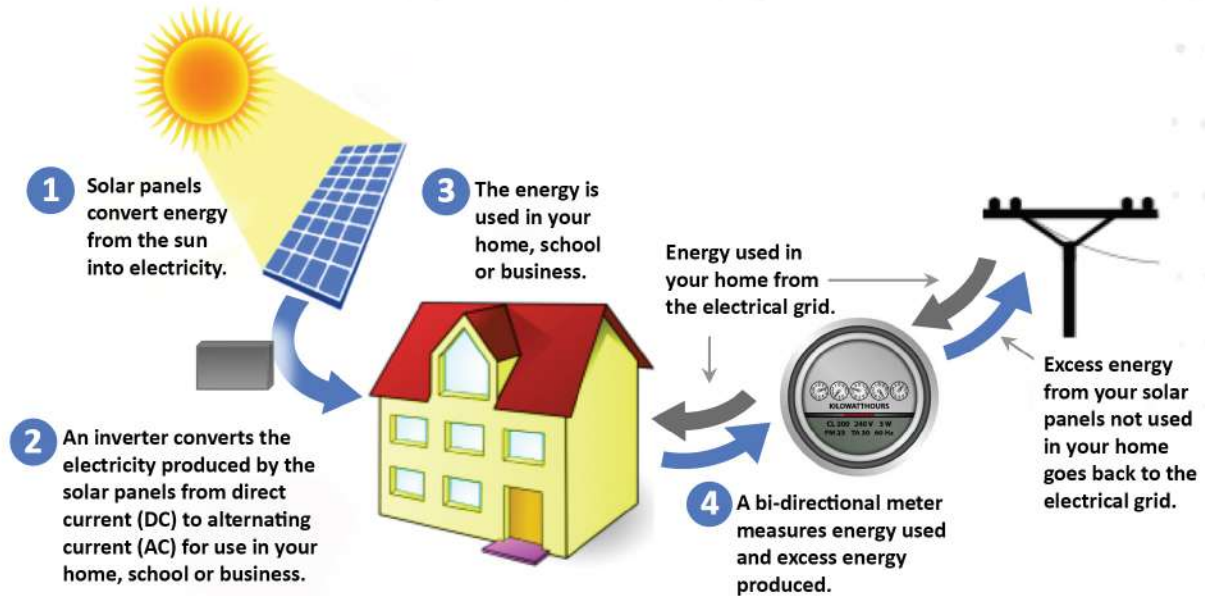 1
Solar panels
convert energy
from the sun
into electricity.
3
The energy is
used in your
home, school
or business.
Energy used in
your home from
the electrical grid.
KILOWATTHOURS
CL 200 240 V 3 W
FM 2S TA 30 60 Hz
Excess energy
from your solar
panels not used
in your home
goes back to the
electrical grid.
2
An inverter converts the
electricity produced by the
solar panels from direct
current (DC) to alternating
current (AC) for use in your
home, school or business.
4
A bi-directional meter
measures energy used
and excess energy
produced.